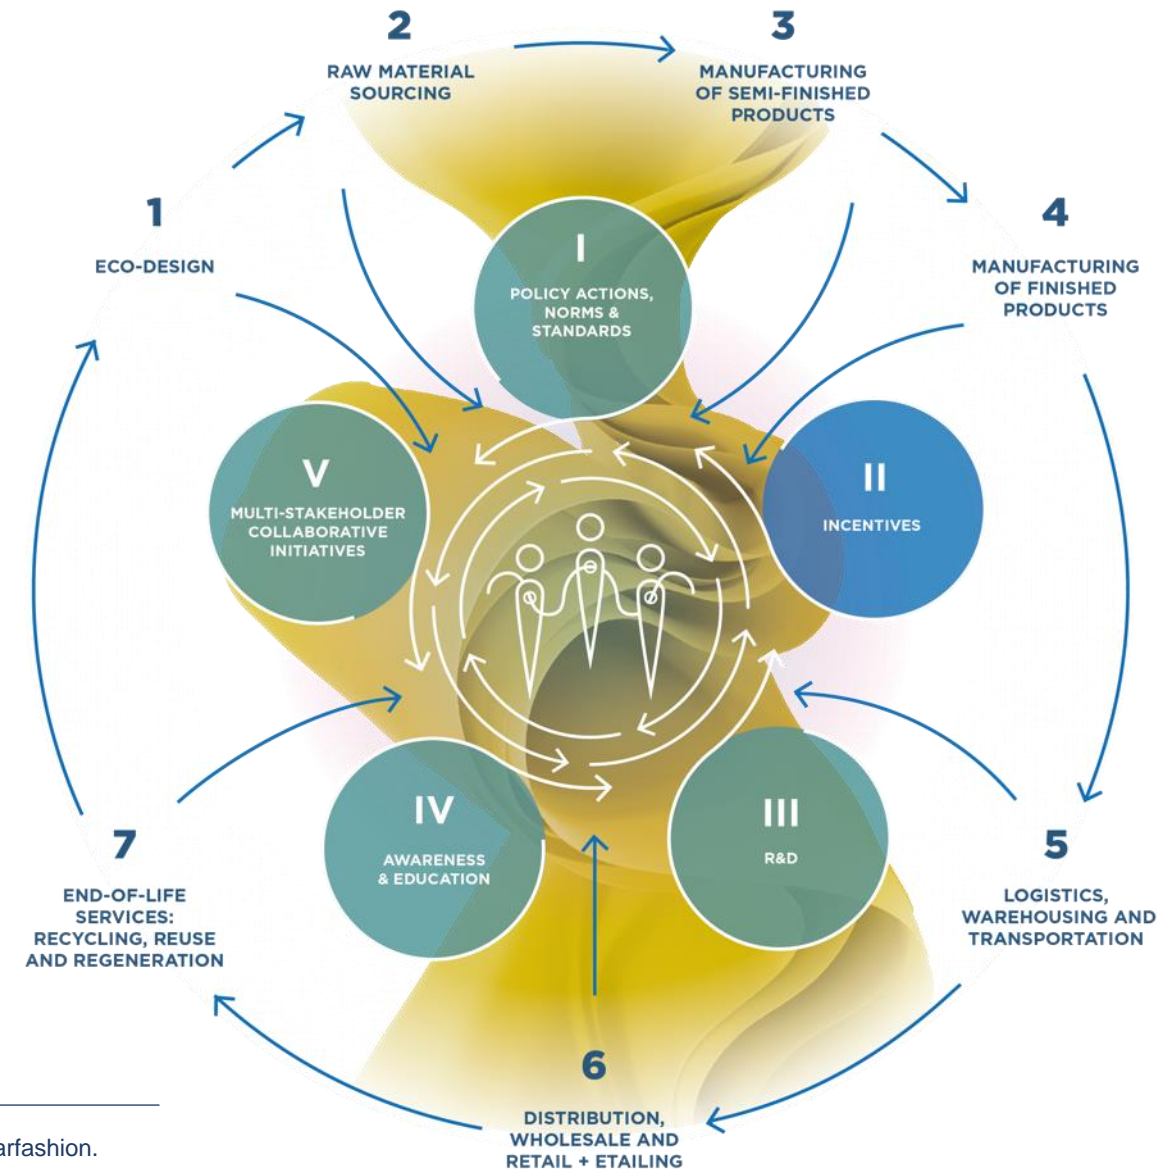 2
RAW MATERIAL
SOURCING
3
MANUFACTURING
OF SEMI-FINISHED
PRODUCTS
1
ECO-DESIGN
4
MANUFACTURING
OF FINISHED
PRODUCTS
I
POLICY ACTIONS,
NORMS &
STANDARDS
V
MULTI-STAKEHOLDER
COLLABORATIVE
INITIATIVES
II
INCENTIVES
IV
AWARENESS
& EDUCATION
III
R&D
7
END-OF-LIFE
SERVICES:
RECYCLING, REUSE
AND REGENERATION
5
LOGISTICS,
WAREHOUSING AND
TRANSPORTATION
6
DISTRIBUTION,
WHOLESALE AND
RETAIL + ETAILING
arfashion.